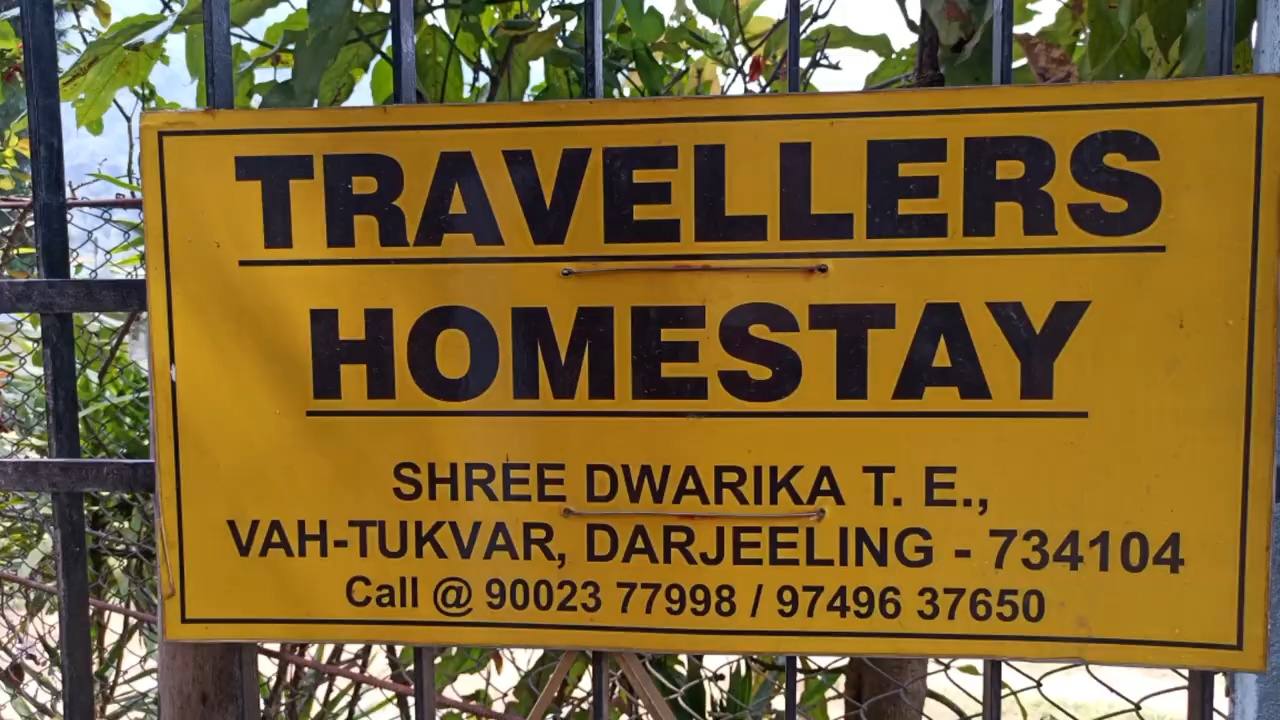 TRAVELLERS
HOMESTAY
SHREE DWARIKA T. E.,
VAH-TUKVAR, DARJEELING - 734104
Call @ 90023 77998 / 97496 37650